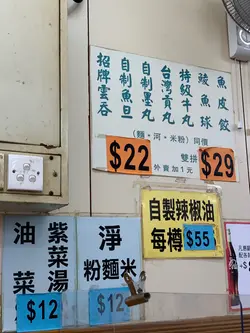 招牌雲吞
自制魚旦
自制墨丸
台灣貢丸
特級牛丸
鯪魚球
魚皮餃
(麵·河·米粉)同價
$22
雙拼
$29
外賣加1元
油菜
紫菜湯
$12
淨
粉麵米
$12
自製辣椒油
每樽
$55